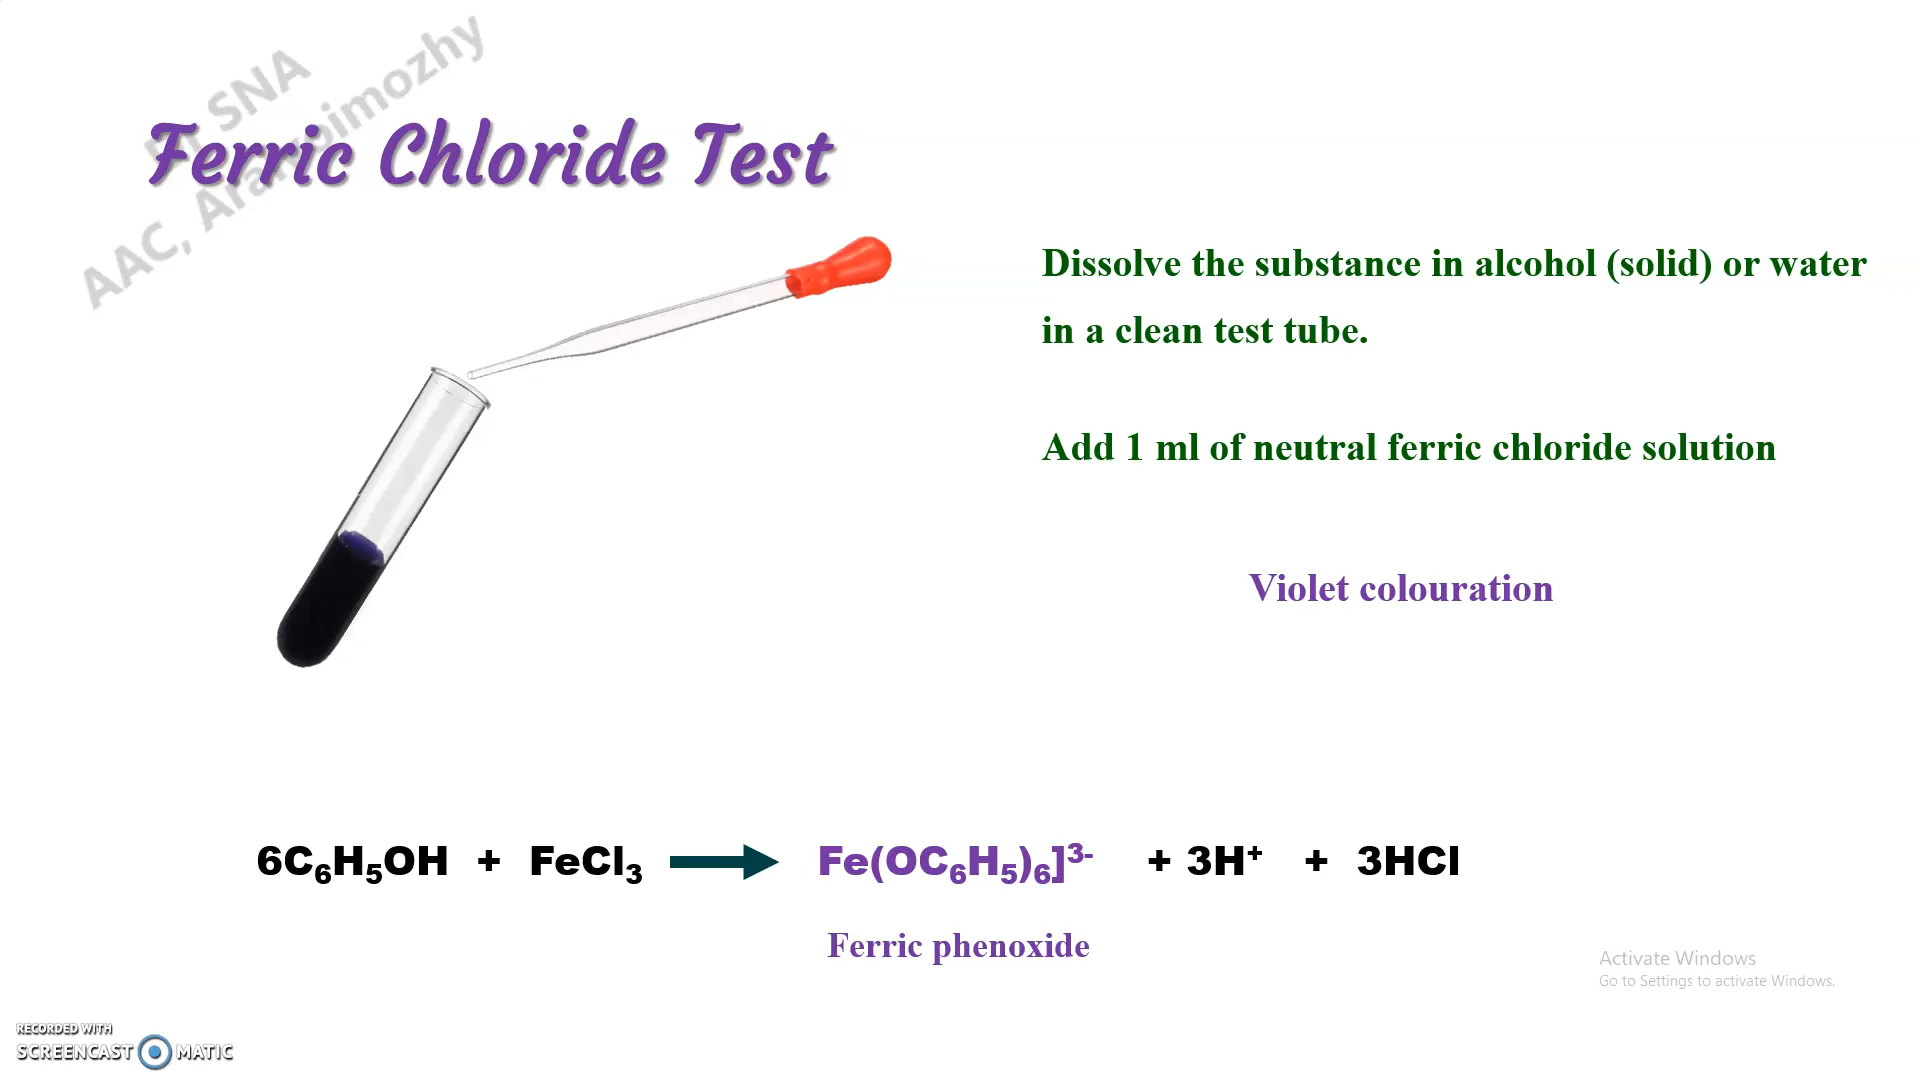 SNA
Ferric Chloride Test
Dissolve the substance in alcohol (solid) or water
in a clean test tube.
Add 1 ml of neutral ferric chloride solution
Violet colouration
6C₆H₅OH + FeCl₃ Fe(OC₆H₅)₆]³⁻ + 3H⁺ + 3HCl
Ferric phenoxide
Activate Windows
Go to Settings to activate Windows.
RECORDED WITH
SCREENCAST MATIC
AAC,